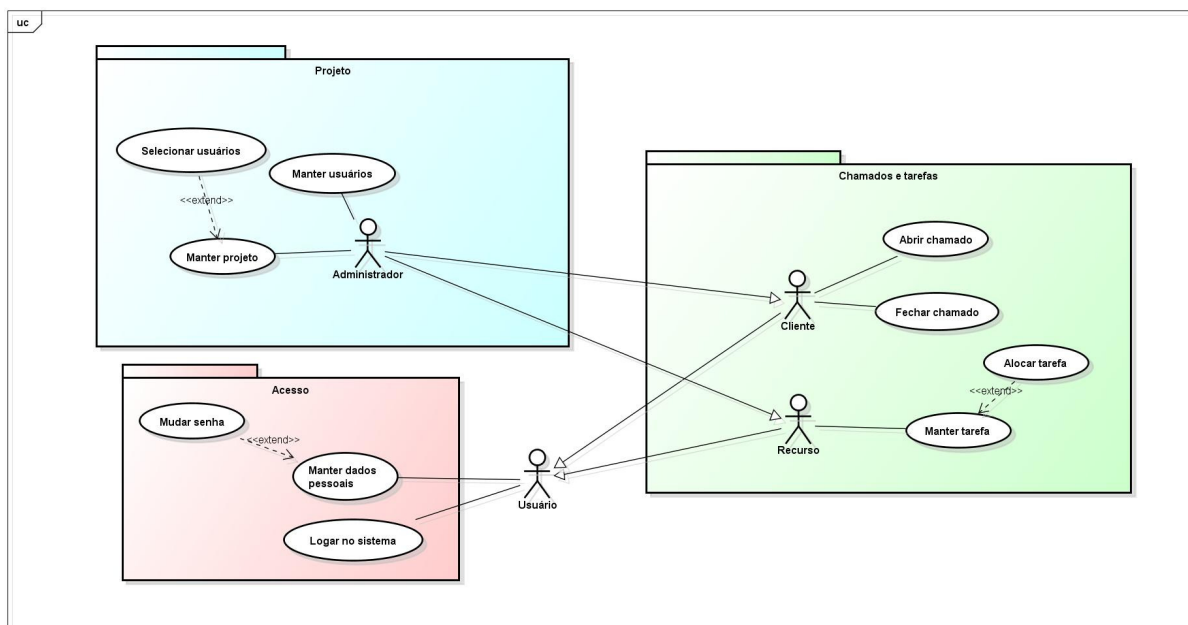 uc
Projeto
Selecionar usuários
Manter usuários
<<extend>>
Manter projeto
Administrador
Chamados e tarefas
Abrir chamado
Fechar chamado
Cliente
Alocar tarefa
<<extend>>
Manter tarefa
Recurso
Acesso
Mudar senha
<<extend>>
Manter dados
pessoais
Logar no sistema
Usuário